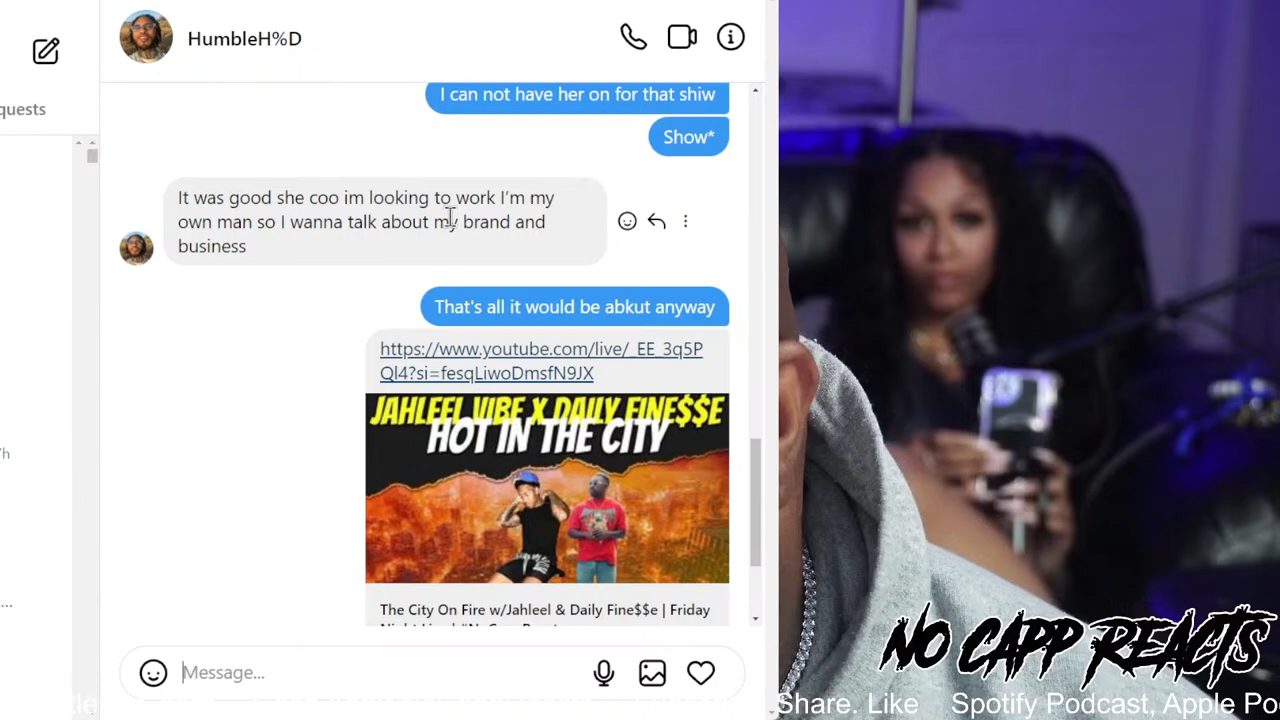 HumbleH%D
quests
I can not have her on for that shiw
Show*
It was good she coo im looking to work I'm my
own man so I wanna talk about my brand and
business
That's all it would be abkut anyway
https://www.youtube.com/live/_EE_3q5P
Ql4?si=fesqLiwoDmsfN9JX
JAHLEEL VIBE X DAILY FINE$$E
HOT IN THE CITY
The City On Fire w/Jahleel & Daily Fine$$e | Friday
Message...
NO CAPP REACTS
Share. Like Spotify Podcast, Apple Po